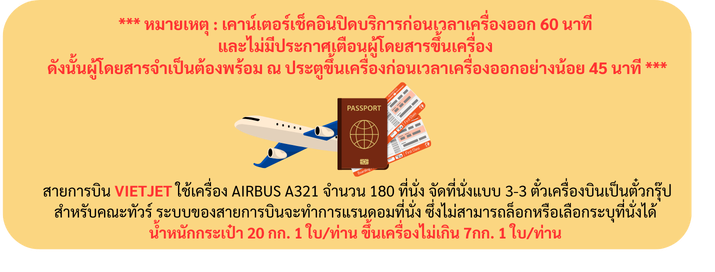 *** หมายเหตุ : เคาน์เตอร์เช็คอินปิดบริการก่อนเวลาเครื่องออก 60 นาที
และไม่มีประกาศเตือนผู้โดยสารขึ้นเครื่อง
ดังนั้นผู้โดยสารจำเป็นต้องพร้อม ณ ประตูขึ้นเครื่องก่อนเวลาเครื่องออกอย่างน้อย 45 นาที ***
PASSPORT
สายการบิน VIETJET ใช้เครื่อง AIRBUS A321 จำนวน 180 ที่นั่ง จัดที่นั่งแบบ 3-3 ตั๋วเครื่องบินเป็นตั๋วกรุ๊ป
สำหรับคณะทัวร์ ระบบของสายการบินจะทำการแรนดอมที่นั่ง ซึ่งไม่สามารถล็อกหรือเลือกระบุที่นั่งได้
น้ำหนักกระเป๋า 20 กก. 1 ใบ/ท่าน ขึ้นเครื่องไม่เกิน 7กก. 1 ใบ/ท่าน